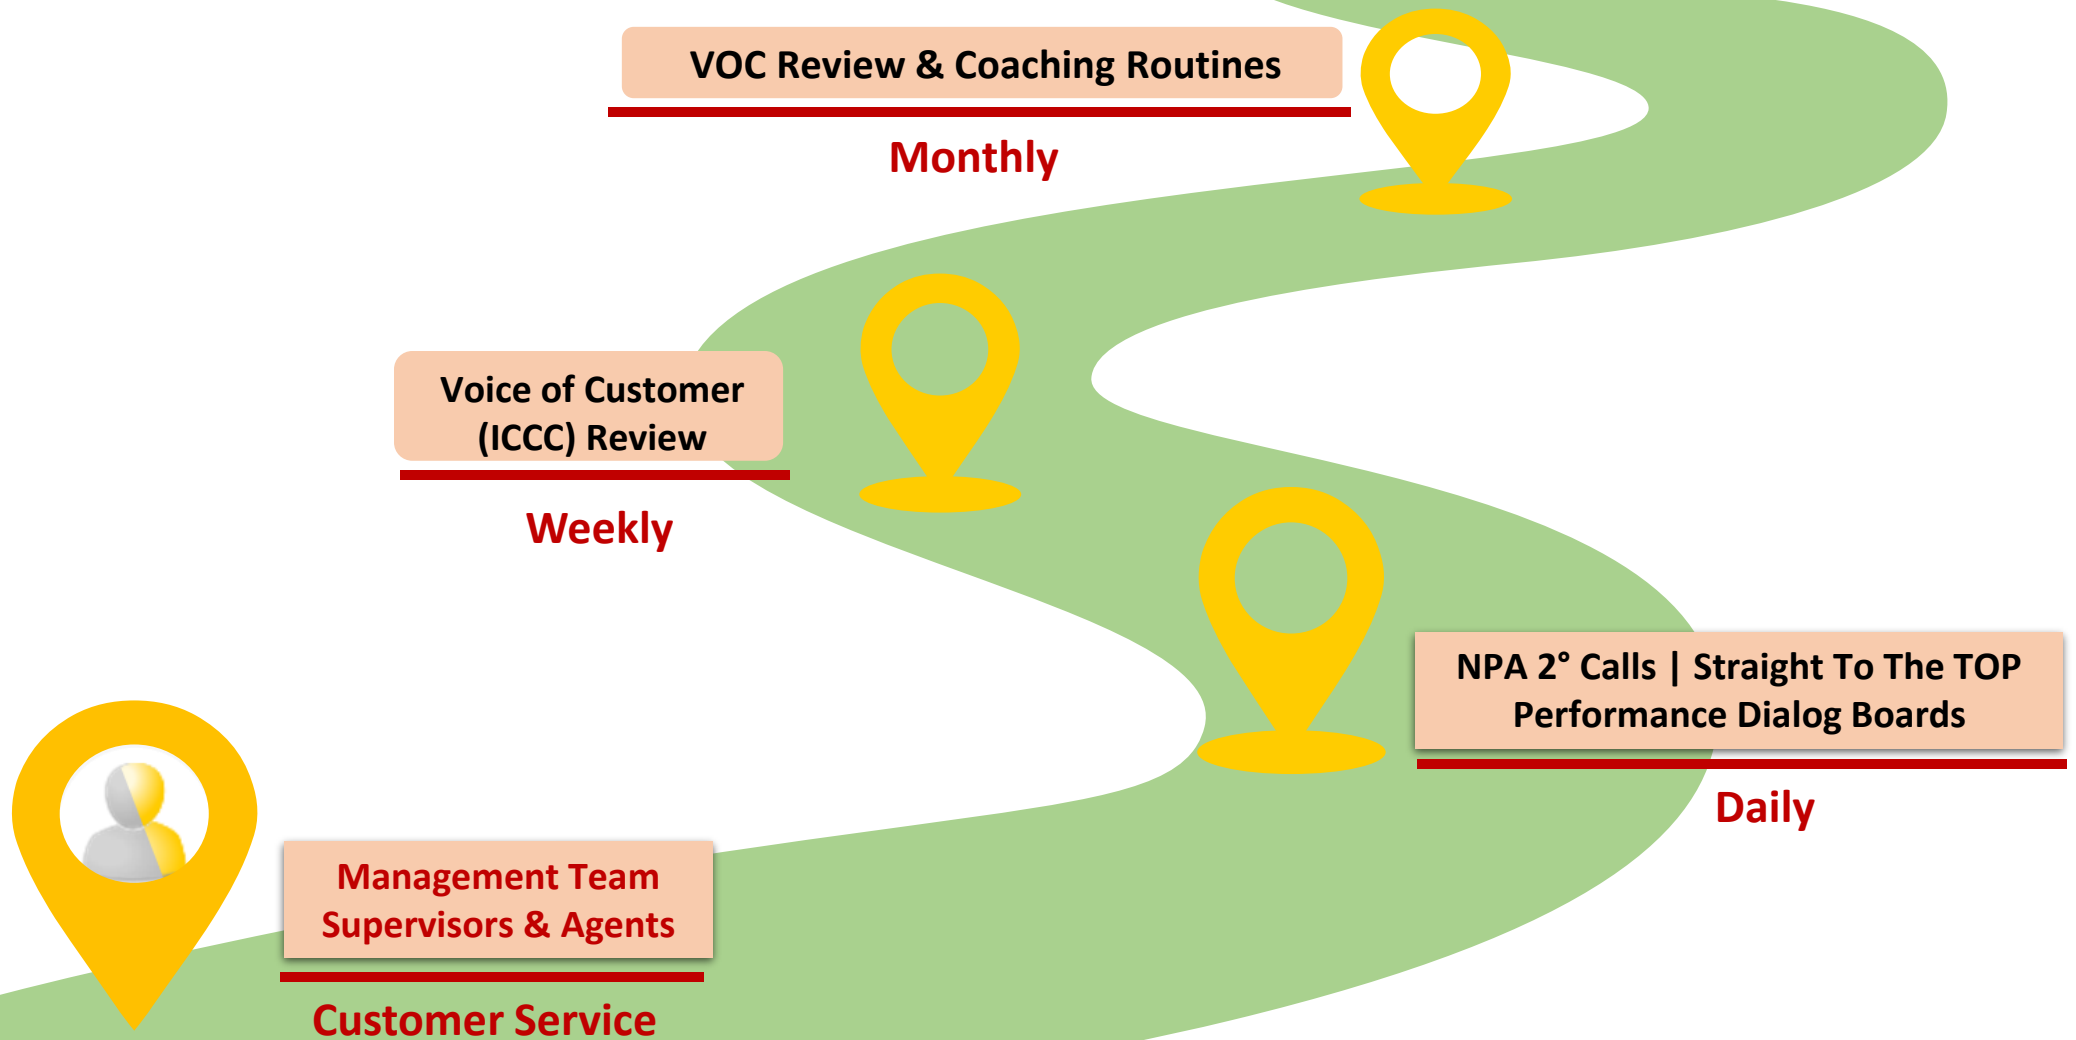 VOC Review & Coaching Routines
Monthly
Voice of Customer
(ICCC) Review
Weekly
NPA 2° Calls | Straight To The TOP
Performance Dialog Boards
Daily
Management Team
Supervisors & Agents
Customer Service